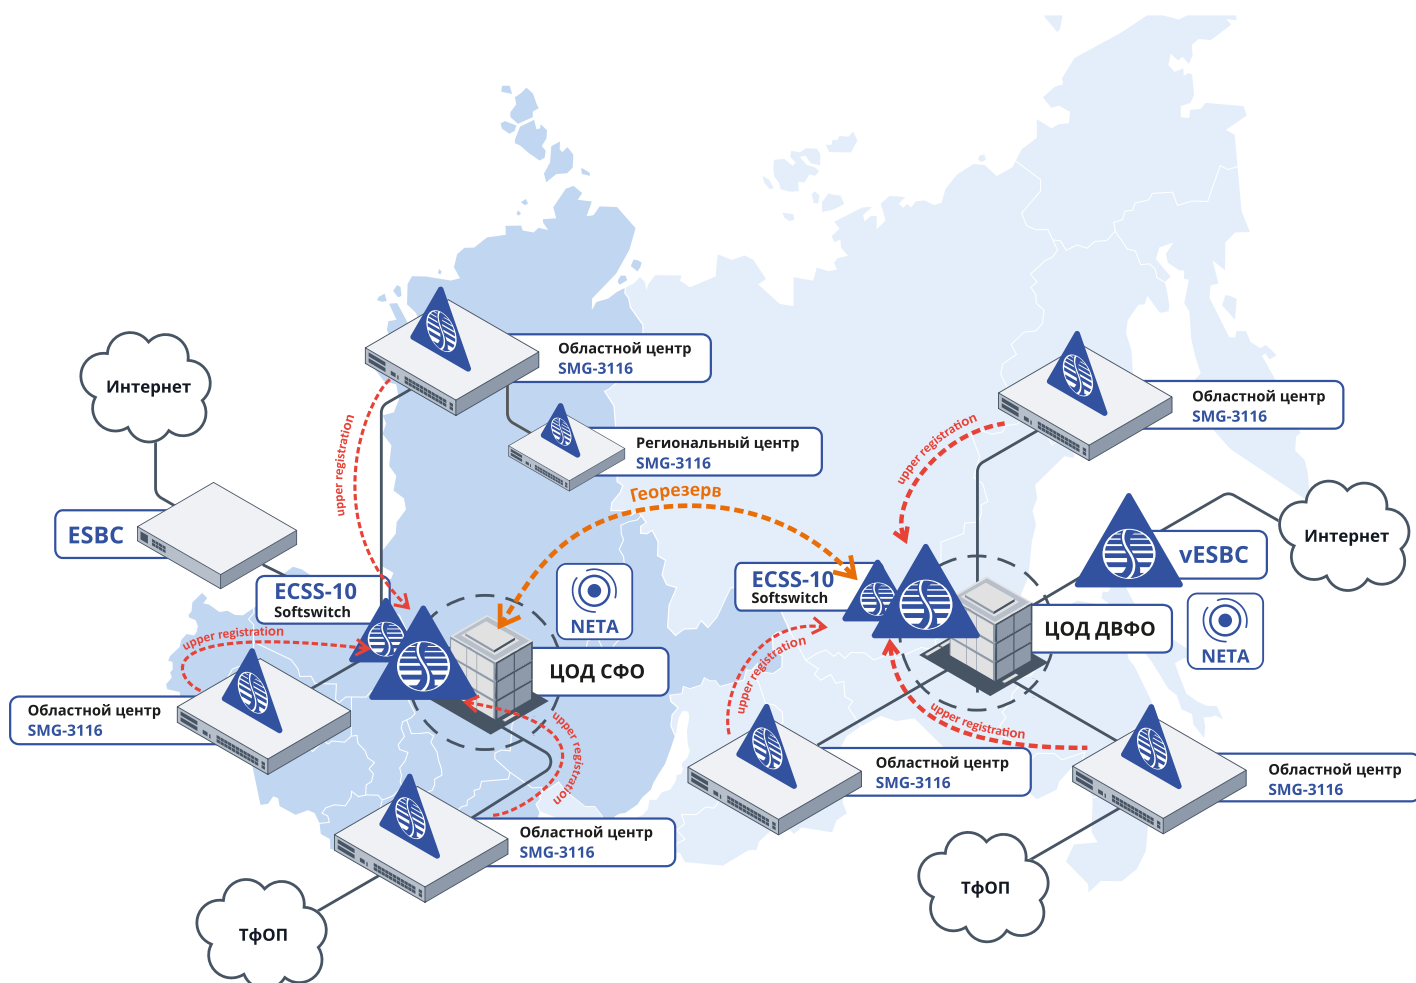 Областной центр
SMG-3116
Интернет
Региональный центр
SMG-3116
upper registration
Георезерв
ESBC
ECSS-10
Softswitch
NETA
upper registration
ЦОД СФО
Областной центр
SMG-3116
upper registration
Областной центр
SMG-3116
ТфОП
Областной центр
SMG-3116
upper registration
Интернет
vESBC
ECSS-10
Softswitch
ЦОД ДВФО
NETA
upper registration
upper registration
Областной центр
SMG-3116
Областной центр
SMG-3116
ТфОП